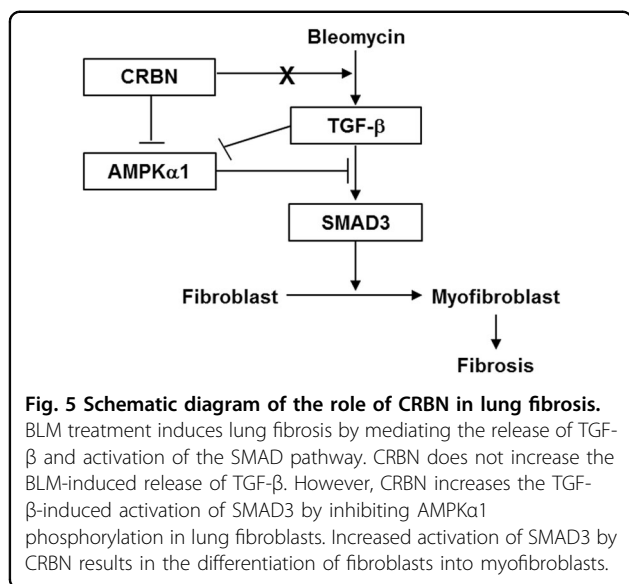 Bleomycin
CRBN
X
TGF-β
AMPKα1
SMAD3
Fibroblast
Myofibroblast
Fibrosis
Fig. 5 Schematic diagram of the role of CRBN in lung fibrosis.
BLM treatment induces lung fibrosis by mediating the release of TGF-
β and activation of the SMAD pathway. CRBN does not increase the
BLM-induced release of TGF-β. However, CRBN increases the TGF-
β-induced activation of SMAD3 by inhibiting AMPKα1
phosphorylation in lung fibroblasts. Increased activation of SMAD3 by
CRBN results in the differentiation of fibroblasts into myofibroblasts.